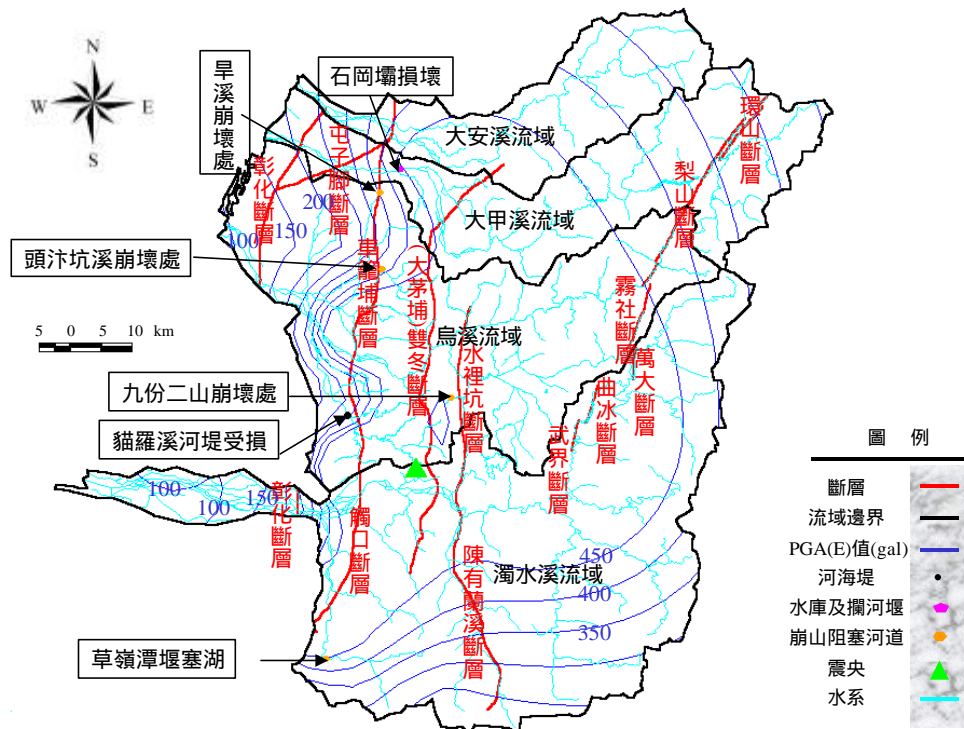 N
W
E
S
旱溪崩壞處
石岡壩損壞
大安溪流域
環山斷層
屯子腳斷層
彰化斷層
梨山斷層
200
150
100
大甲溪流域
頭汴坑溪崩壞處
車籠埔斷層
(大茅埔)雙冬斷層
霧社斷層
烏溪流域
5 0 5 10 km
水裡坑斷層
萬大斷層
九份二山崩壞處
曲冰斷層
貓羅溪河堤受損
武界斷層
圖 例
斷層
流域邊界
PGA(E)值(gal)
河海堤
水庫及攔河堰
崩山阻塞河道
震央
水系
100
100
150
彰化斷層
觸口斷層
陳有蘭溪斷層
濁水溪流域
450
400
350
草嶺潭堰塞湖